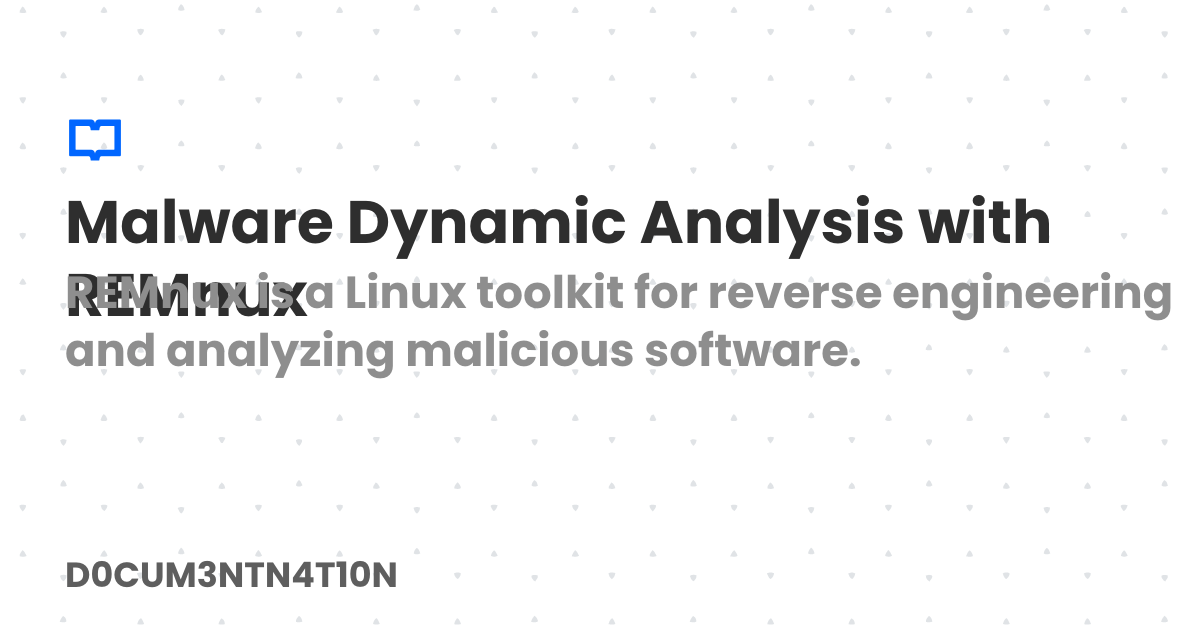 Malware Dynamic Analysis with
REMnux
REMnux is a Linux toolkit for reverse engineering
and analyzing malicious software.
D0CUM3NTN4T10N